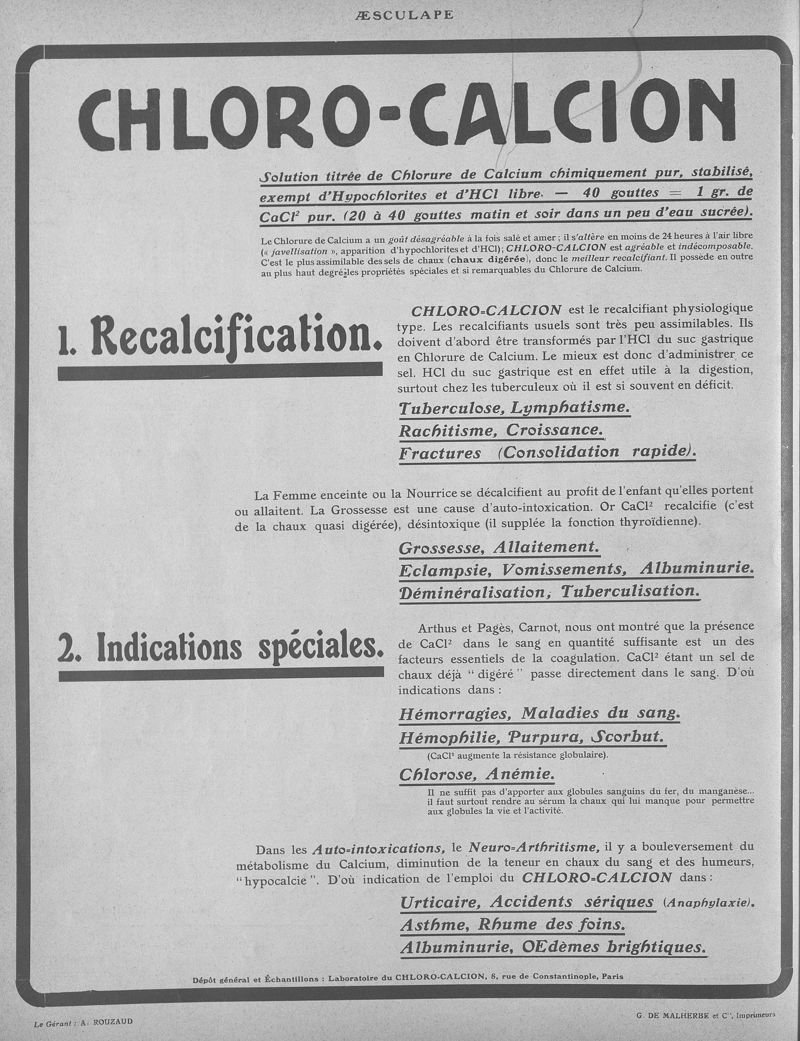 ÆSCULAPE
CHLORO-CALCION
Solution titrée de Chlorure de Calcium chimiquement pur, stabilisé,
exempt d'Hypochlorites et d'HCl libre. — 40 gouttes = 1 gr. de
CaCl² pur. (20 à 40 gouttes matin et soir dans un peu d'eau sucrée).
Le Chlorure de Calcium a un goût désagréable à la fois salé et amer ; il s'altère en moins de 24 heures à l'air libre
(« javellisation », apparition d'hypochlorites et d'HCl); CHLORO-CALCION est agréable et indécomposable.
C'est le plus assimilable des sels de chaux (chaux digérée), donc le meilleur recalcifiant. Il possède en outre
au plus haut degré les propriétés spéciales et si remarquables du Chlorure de Calcium.
1. Recalcification.
CHLORO-CALCION est le recalcifiant physiologique
type. Les recalcifiants usuels sont très peu assimilables. Ils
doivent d'abord être transformés par l'HCl du suc gastrique
en Chlorure de Calcium. Le mieux est donc d'administrer ce
sel. HCl du suc gastrique est en effet utile à la digestion,
surtout chez les tuberculeux où il est si souvent en déficit.
Tuberculose, Lymphatisme.
Rachitisme, Croissance.
Fractures (Consolidation rapide).
La Femme enceinte ou la Nourrice se décalcifient au profit de l'enfant qu'elles portent
ou allaitent. La Grossesse est une cause d'auto-intoxication. Or CaCl² recalcifie (c'est
de la chaux quasi digérée), désintoxique (il supplée la fonction thyroïdienne).
Grossesse, Allaitement.
Eclampsie, Vomissements, Albuminurie.
Déminéralisation, Tuberculisation.
2. Indications spéciales.
Arthus et Pagès, Carnot, nous ont montré que la présence
de CaCl² dans le sang en quantité suffisante est un des
facteurs essentiels de la coagulation. CaCl² étant un sel de
chaux déjà “ digéré ” passe directement dans le sang. D'où
indications dans :
Hémorragies, Maladies du sang.
Hémophilie, Purpura, Scorbut.
(CaCl² augmente la résistance globulaire).
Chlorose, Anémie.
Il ne suffit pas d'apporter aux globules sanguins du fer, du manganèse...
il faut surtout rendre au sérum la chaux qui lui manque pour permettre
aux globules la vie et l'activité.
Dans les Auto-intoxications, le Neuro-Arthritisme, il y a bouleversement du
métabolisme du Calcium, diminution de la teneur en chaux du sang et des humeurs,
“ hypocalcie ”. D'où indication de l'emploi du CHLORO-CALCION dans :
Urticaire, Accidents sériques (Anaphylaxie).
Asthme, Rhume des foins.
Albuminurie, OEdèmes brightiques.
Dépôt général et Échantillons : Laboratoire du CHLORO-CALCION, 8, rue de Constantinople, Paris
Le Gérant : A. ROUZAUD
G. DE MALHERBE et Cⁱᵉ, Imprimeurs